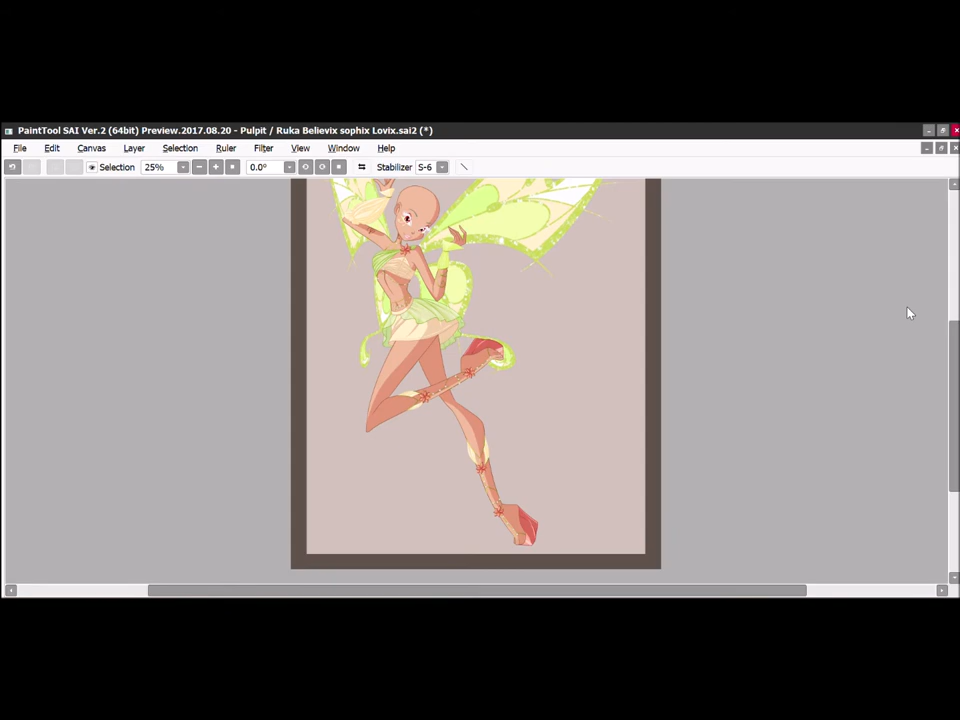 PaintTool SAI Ver.2 (64bit) Preview.2017.08.20 - Pulpit / Ruka Believix sophix Lovix.sai2 (*)
File Edit Canvas Layer Selection Ruler Filter View Window Help
Selection 25% 0.0° Stabilizer S-6